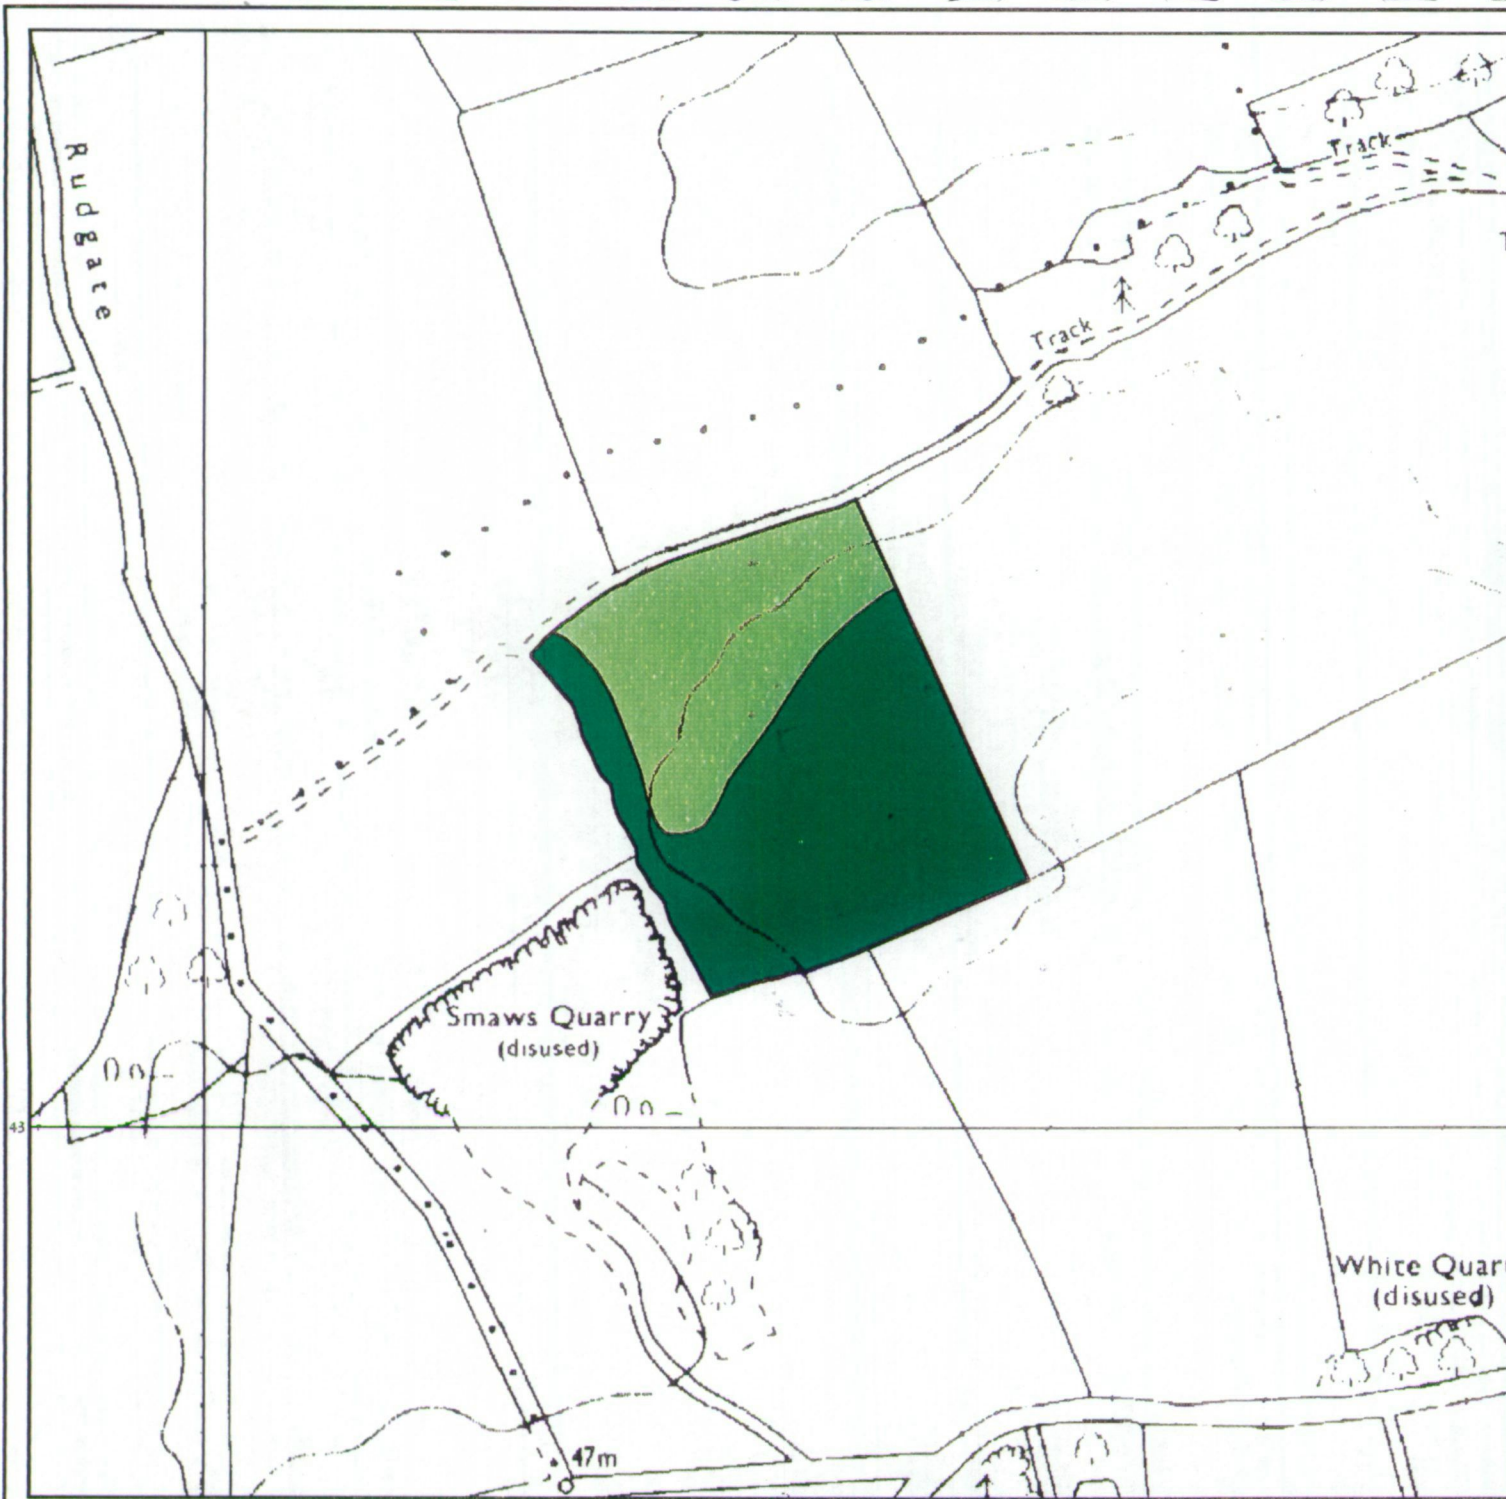 Rudgate
Track
Track
Smaws Quarry
(disused)
43
White Quar
(disused)
47m